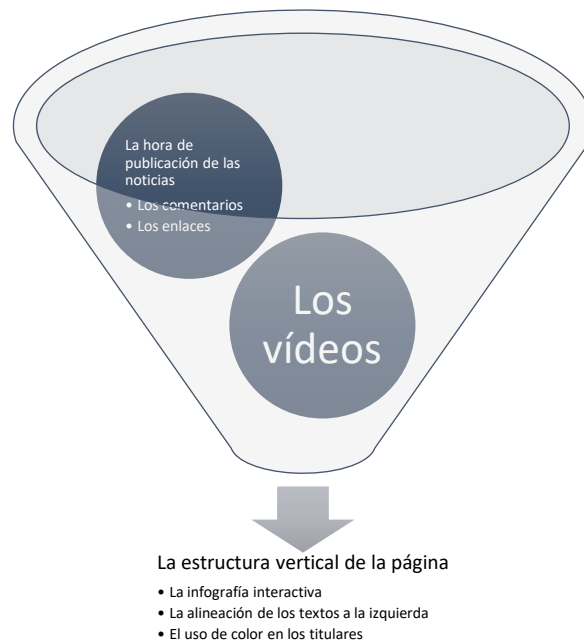 La hora de
publicación de las
noticias
• Los comentarios
• Los enlaces
Los
vídeos
La estructura vertical de la página
• La infografía interactiva
• La alineación de los textos a la izquierda
• El uso de color en los titulares